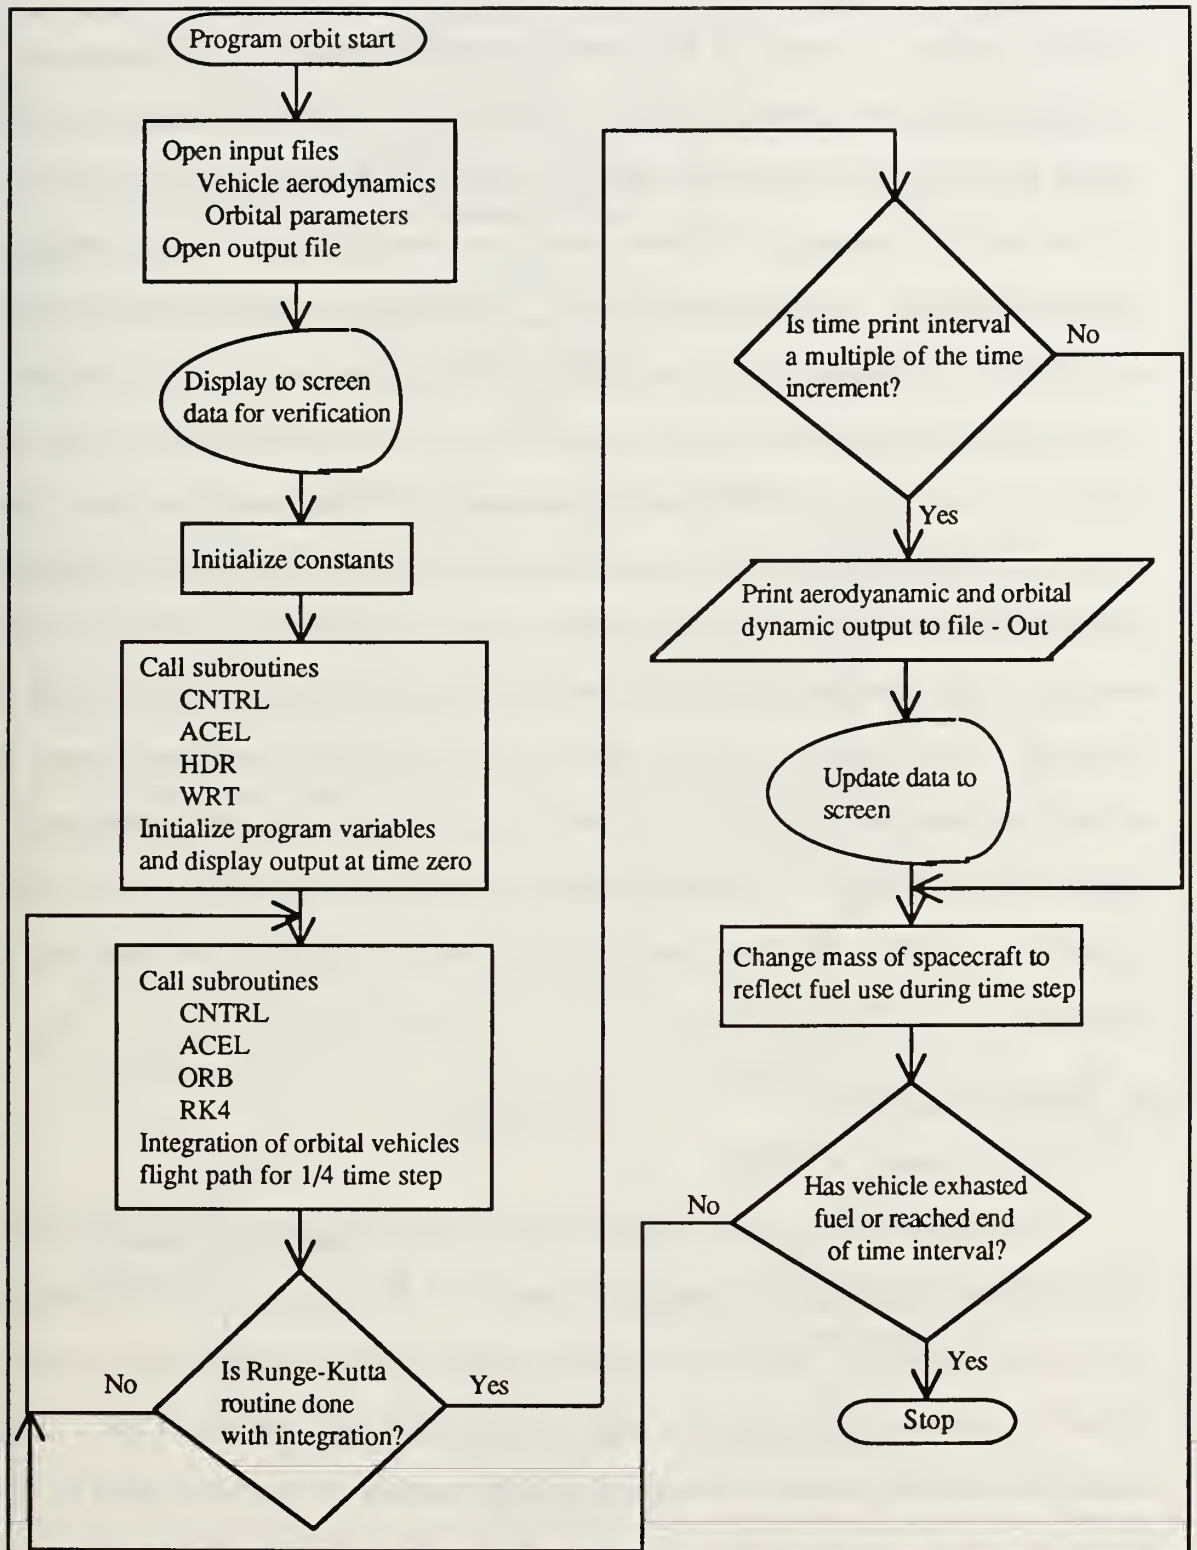 Program orbit start
Open input files
Vehicle aerodynamics
Orbital parameters
Open output file
Display to screen
data for verification
Initialize constants
Call subroutines
CNTRL
ACEL
HDR
WRT
Initialize program variables
and display output at time zero
Call subroutines
CNTRL
ACEL
ORB
RK4
Integration of orbital vehicles
flight path for 1/4 time step
Is Runge-Kutta
routine done
with integration?
No
Yes
Is time print interval
a multiple of the time
increment?
No
Yes
Print aerodyanamic and orbital
dynamic output to file - Out
Update data to
screen
Change mass of spacecraft to
reflect fuel use during time step
Has vehicle exhasted
fuel or reached end
of time interval?
No
Yes
Stop